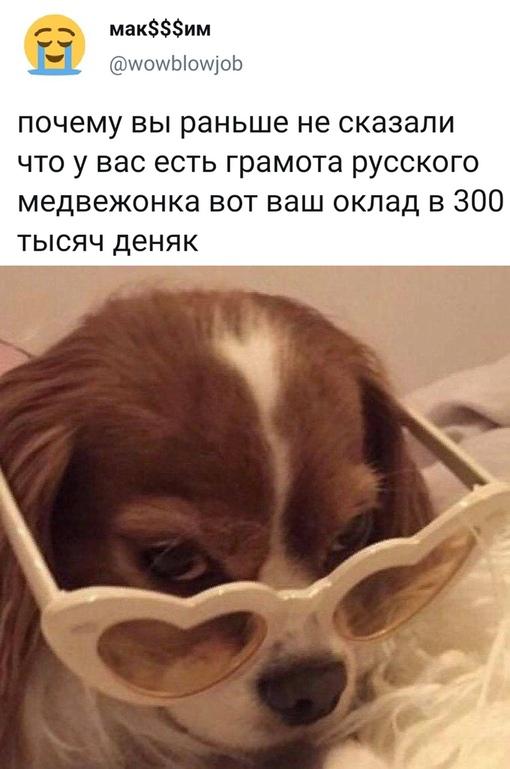 мак$$$им
@wowblowjob
почему вы раньше не сказали
что у вас есть грамота русского
медвежонка вот ваш оклад в 300
тысяч деняк